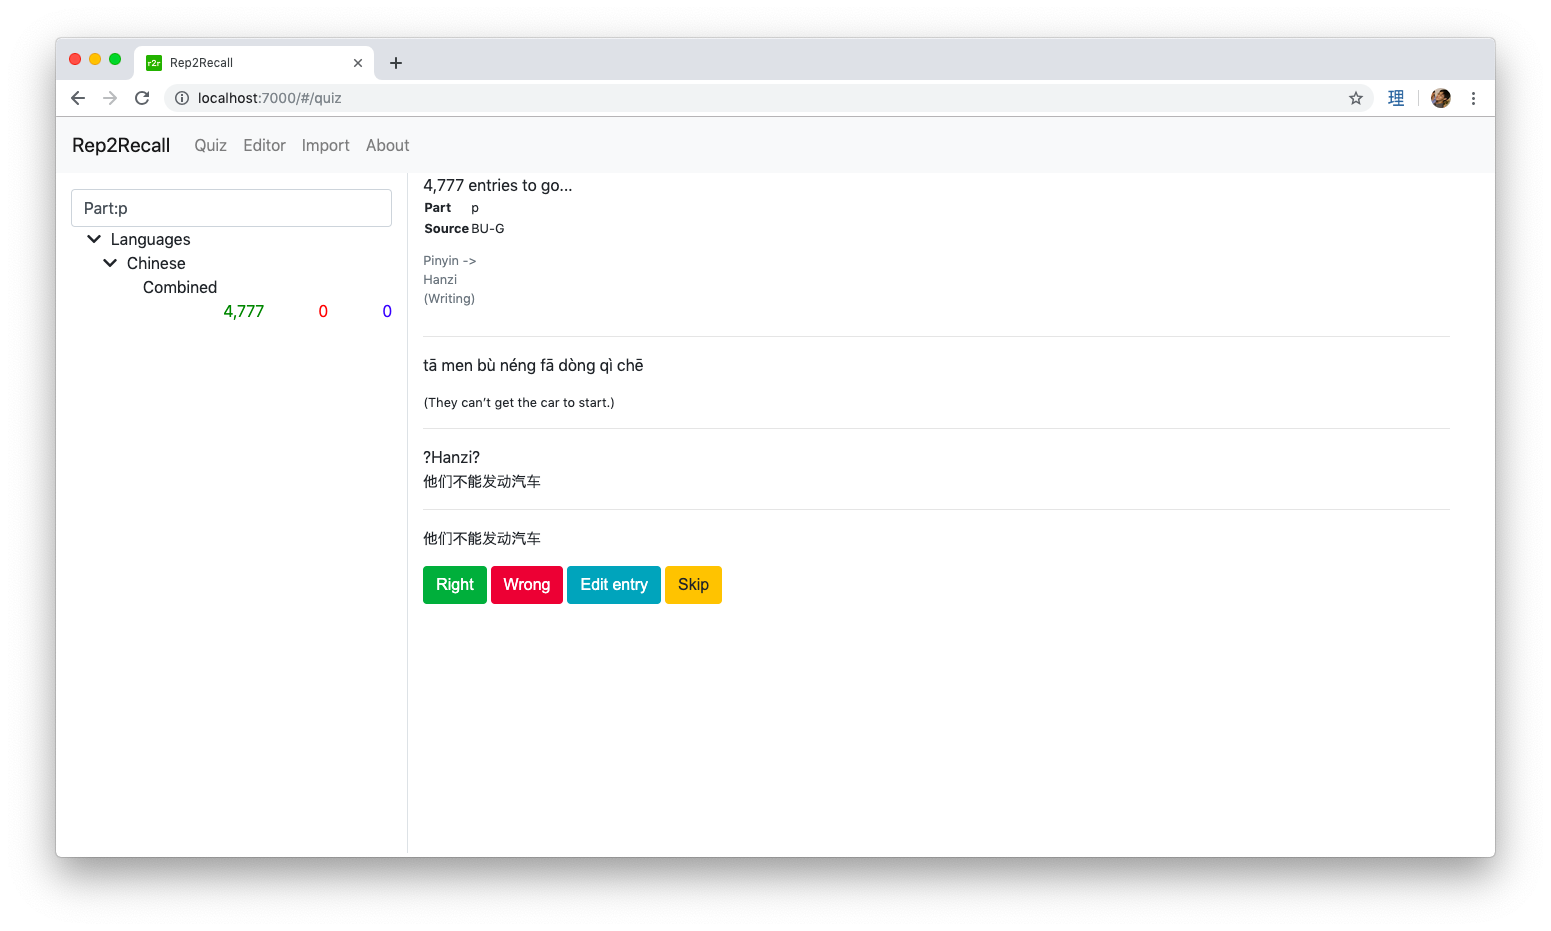 r2r Rep2Recall
localhost:7000/#/quiz
理
Rep2Recall Quiz Editor Import About
Part:p
Languages
Chinese
Combined
4,777 0 0
4,777 entries to go...
Part p
Source BU-G
Pinyin ->
Hanzi
(Writing)
tā men bù néng fā dòng qì chē
(They can’t get the car to start.)
?Hanzi?
他们不能发动汽车
他们不能发动汽车
Right Wrong Edit entry Skip